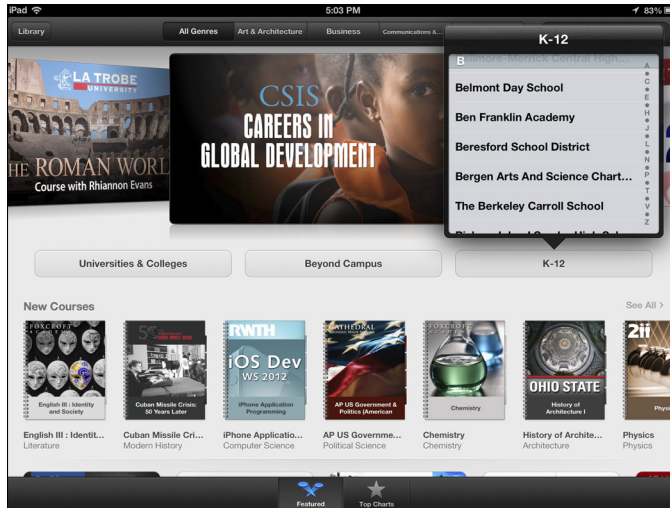 iPad 5:03 PM 83%
Library All Genres Art & Architecture Business Communications &...
K-12
B
Belmont Day School
Ben Franklin Academy
Beresford School District
Bergen Arts And Science Chart...
The Berkeley Carroll School
A
C
E
H
J
L
N
P
T
V
Z
LA TROBE
UNIVERSITY
HE ROMAN WORL
Course with Rhiannon Evans
CSIS
CAREERS IN
GLOBAL DEVELOPMENT
Universities & Colleges
Beyond Campus
K-12
New Courses
See All >
FOXCROFT
ACADEMY
English III : Identity
and Society
English III : Identit...
Literature
50
Cuban Missile Crisis:
50 Years Later
Cuban Missile Cri...
Modern History
RWTH
iOS Dev
WS 2012
iPhone Application
Programming
iPhone Applicatio...
Computer Science
CATHEDRAL
AP US Government &
Politics (American
AP US Governme...
Political Science
FOXCROFT
ACADEMY
Chemistry
Chemistry
Chemistry
OHIO STATE
History of
Architecture I
History of Archite...
Architecture
2ii
Physi
Physics
Physics
Featured
Top Charts